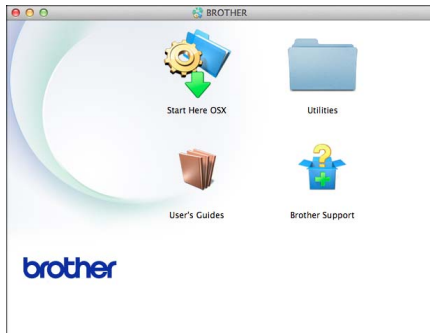 BROTHER
Start Here OSX
Utilities
User's Guides
Brother Support
brother